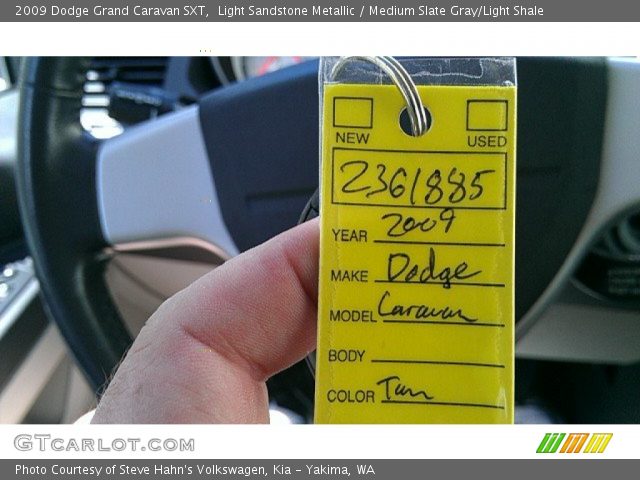 2009 Dodge Grand Caravan SXT,  Light Sandstone Metallic / Medium Slate Gray/Light Shale
NEW USED
2361885
YEAR 2009
MAKE Dodge
MODEL Caravan
BODY
COLOR Tan
GTCARLOT.COM
Photo Courtesy of Steve Hahn's Volkswagen, Kia - Yakima, WA